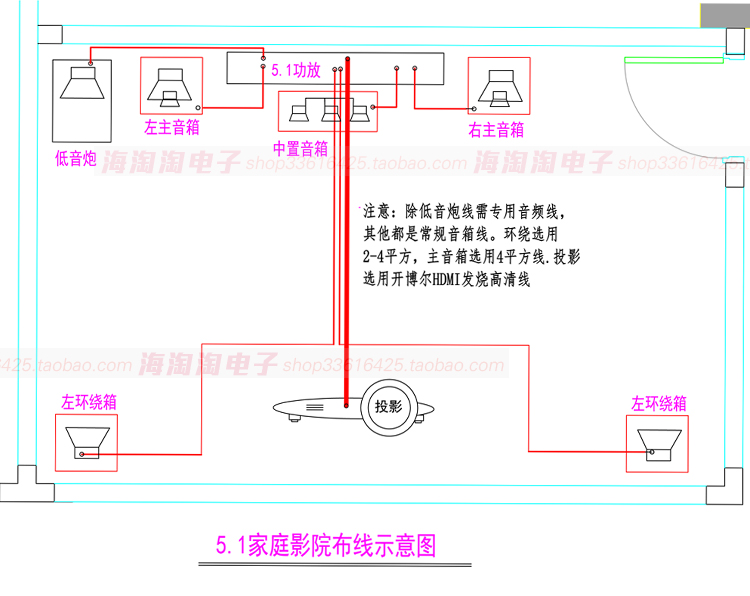 5.1功放
左主音箱
右主音箱
低音炮
中置音箱
海淘淘电子 shop33616425.taobao.com 海淘淘电子 shop33616425.taobao
注意：除低音炮线需专用音频线，
其他都是常规音箱线。环绕选用
2-4平方，主音箱选用4平方线.投影
选用开博尔HDMI发烧高清线
6425.taobao.com 海淘淘电子 shop33616425.taobao.com
左环绕箱
左环绕箱
投影
5.1家庭影院布线示意图